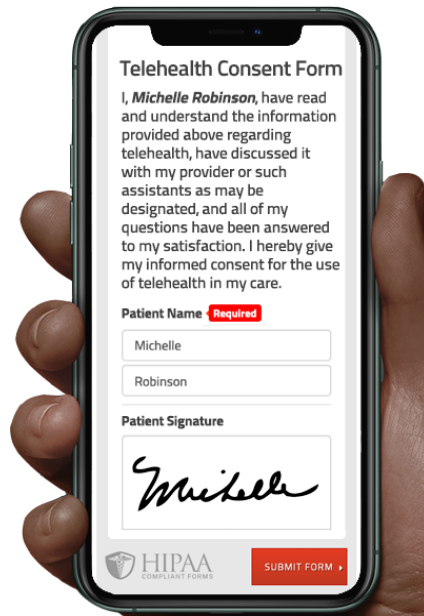 Telehealth Consent Form
I, Michelle Robinson, have read
and understand the information
provided above regarding
telehealth, have discussed it
with my provider or such
assistants as may be
designated, and all of my
questions have been answered
to my satisfaction. I hereby give
my informed consent for the use
of telehealth in my care.
Patient Name Required
Michelle
Robinson
Patient Signature
Michelle
HIPAA
COMPLIANT FORMS
SUBMIT FORM